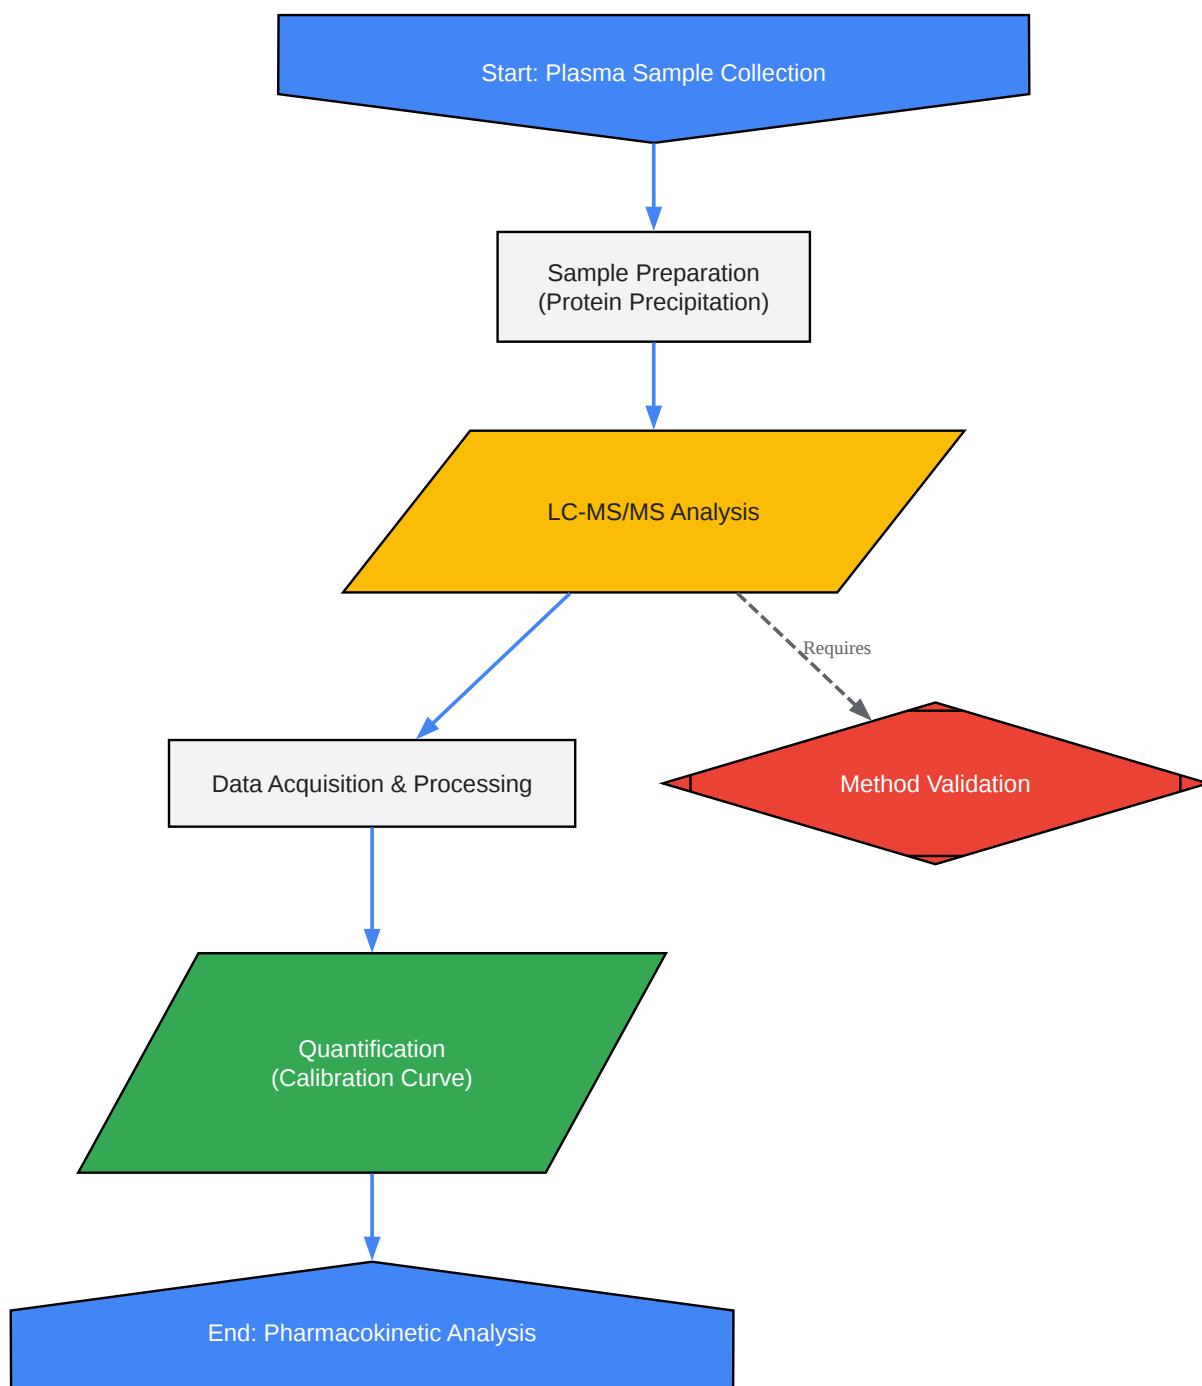 Start: Plasma Sample Collection
Sample Preparation
(Protein Precipitation)
LC-MS/MS Analysis
Requires
Data Acquisition & Processing
Method Validation
Quantification
(Calibration Curve)
End: Pharmacokinetic Analysis